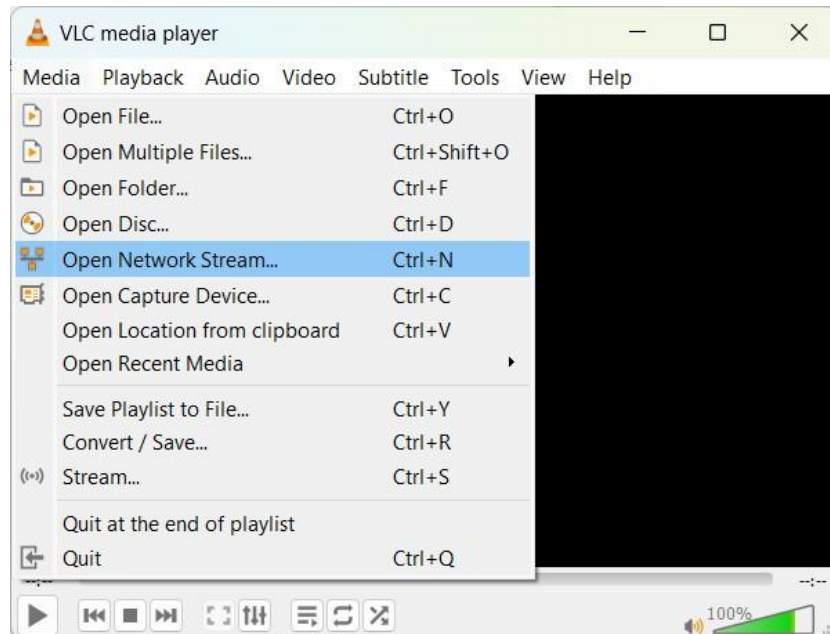 VLC media player
Media Playback Audio Video Subtitle Tools View Help
Open File... Ctrl+O
Open Multiple Files... Ctrl+Shift+O
Open Folder... Ctrl+F
Open Disc... Ctrl+D
Open Network Stream... Ctrl+N
Open Capture Device... Ctrl+C
Open Location from clipboard Ctrl+V
Open Recent Media
Save Playlist to File... Ctrl+Y
Convert / Save... Ctrl+R
Stream... Ctrl+S
Quit at the end of playlist
Quit Ctrl+Q
--:-- --:--
100%